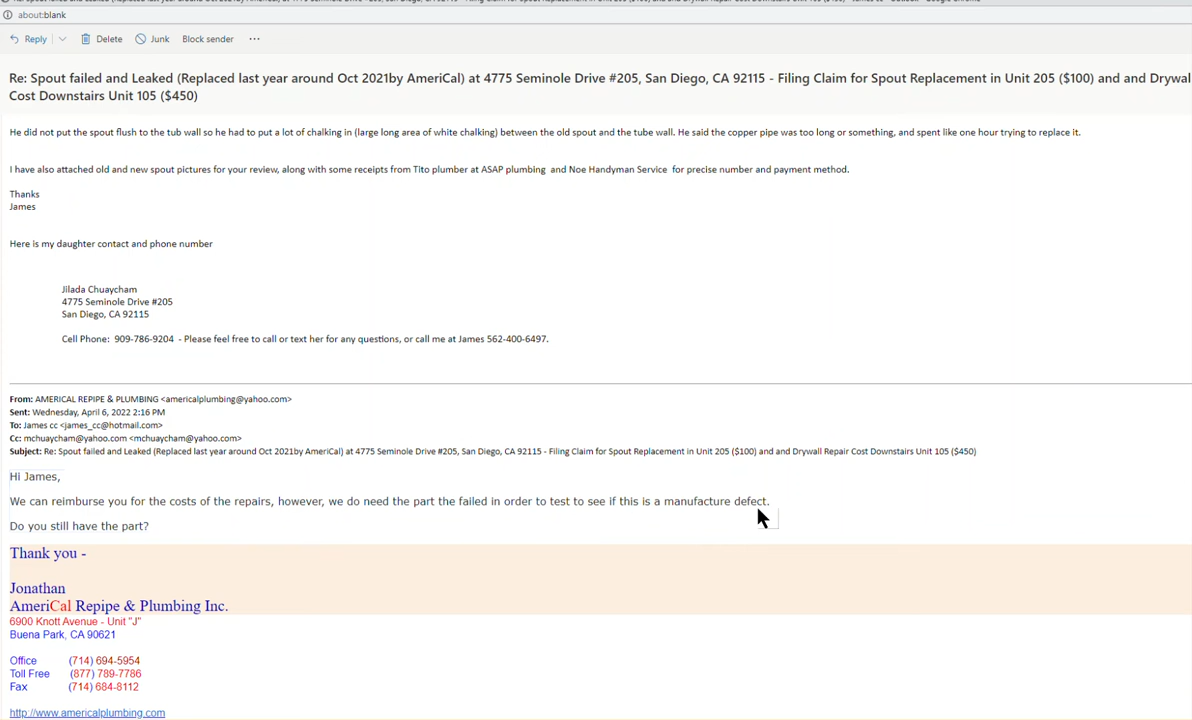 about:blank
Reply
Delete
Junk
Block sender
Re: Spout failed and Leaked (Replaced last year around Oct 2021by AmeriCal) at 4775 Seminole Drive #205, San Diego, CA 92115 - Filing Claim for Spout Replacement in Unit 205 ($100) and and Drywal
Cost Downstairs Unit 105 ($450)
He did not put the spout flush to the tub wall so he had to put a lot of chalking in (large long area of white chalking) between the old spout and the tube wall. He said the copper pipe was too long or something, and spent like one hour trying to replace it.
I have also attached old and new spout pictures for your review, along with some receipts from Tito plumber at ASAP plumbing and Noe Handyman Service for precise number and payment method.
Thanks
James
Here is my daughter contact and phone number
Jilada Chuaycham
4775 Seminole Drive #205
San Diego, CA 92115
Cell Phone: 909-786-9204 - Please feel free to call or text her for any questions, or call me at James 562-400-6497.
From: AMERICAL REPIPE & PLUMBING <americalplumbing@yahoo.com>
Sent: Wednesday, April 6, 2022 2:16 PM
To: James cc <james_cc@hotmail.com>
Cc: mchuaycham@yahoo.com <mchuaycham@yahoo.com>
Subject: Re: Spout failed and Leaked (Replaced last year around Oct 2021by AmeriCal) at 4775 Seminole Drive #205, San Diego, CA 92115 - Filing Claim for Spout Replacement in Unit 205 ($100) and and Drywall Repair Cost Downstairs Unit 105 ($450)
Hi James,
We can reimburse you for the costs of the repairs, however, we do need the part the failed in order to test to see if this is a manufacture defect.
Do you still have the part?
Thank you -
Jonathan
AmeriCal Repipe & Plumbing Inc.
6900 Knott Avenue - Unit "J"
Buena Park, CA 90621
Office (714) 694-5954
Toll Free (877) 789-7786
Fax (714) 684-8112
http://www.americalplumbing.com